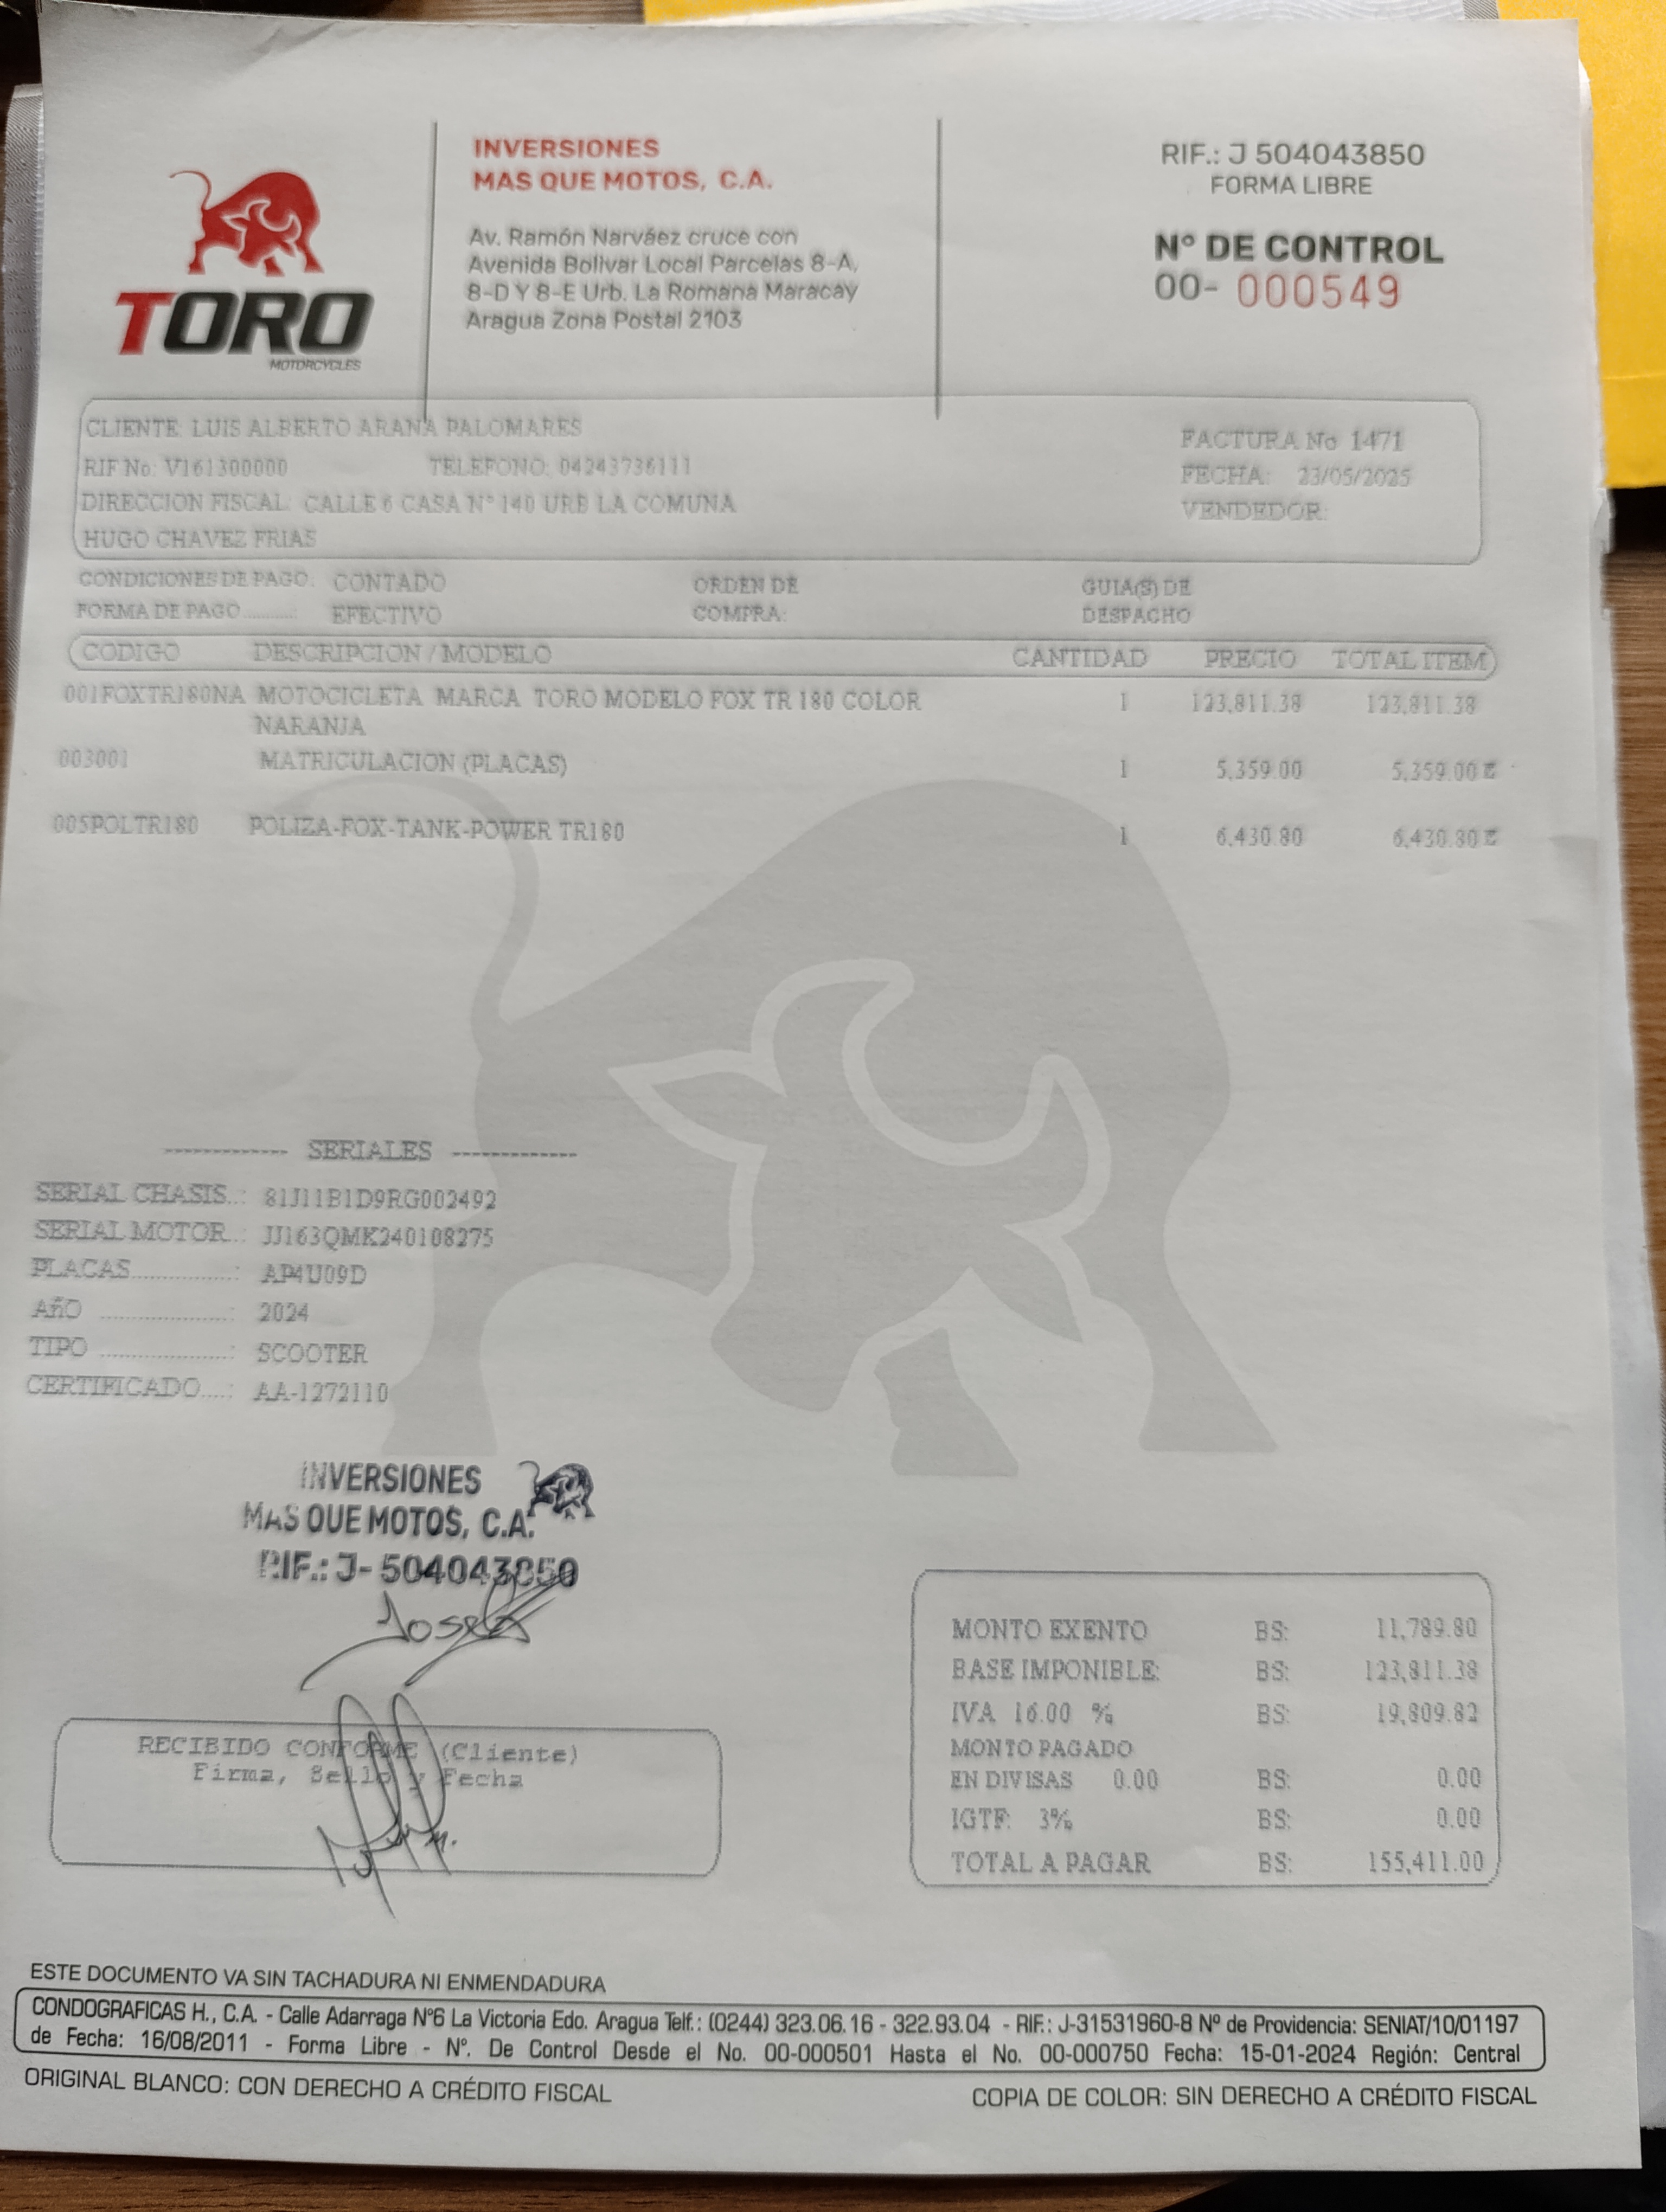 TORO
MOTORCYCLES
INVERSIONES
MAS QUE MOTOS, C.A.
Av. Ramón Narváez cruce con
Avenida Bolivar Local Parcelas 8-A,
8-D Y 8-E Urb. La Romana Maracay
Aragua Zona Postal 2103
RIF.: J 504043850
FORMA LIBRE
N° DE CONTROL
00- 000549
CLIENTE: LUIS ALBERTO ARANA PALOMARES
RIF No: V161300000 TELEFONO: 04243736111
DIRECCION FISCAL: CALLE 6 CASA N° 140 URB LA COMUNA
HUGO CHAVEZ FRIAS
FACTURA No 1471
FECHA: 23/05/2025
VENDEDOR:
CONDICIONES DE PAGO: CONTADO ORDEN DE GUIA(S) DE
FORMA DE PAGO..........: EFECTIVO COMPRA: DESPACHO
CODIGO DESCRIPCION / MODELO CANTIDAD PRECIO TOTAL ITEM
001FOXTR180NA MOTOCICLETA MARCA TORO MODELO FOX TR 180 COLOR 1 123,811.38 123,811.38
NARANJA
003001 MATRICULACION (PLACAS) 1 5,359.00 5,359.00 E
005POLTR180 POLIZA-FOX-TANK-POWER TR180 1 6,430.80 6,430.80 E
------------- SERIALES -------------
SERIAL CHASIS..: 81J11B1D9RG002492
SERIAL MOTOR..: JJ163QMK240108275
PLACAS................: AP4U09D
AÑO ....................: 2024
TIPO ....................: SCOOTER
CERTIFICADO....: AA-1272110
INVERSIONES
MAS QUE MOTOS, C.A.
RIF.: J- 504043850
RECIBIDO CONFORME (Cliente)
Firma, Sello y Fecha
MONTO EXENTO BS: 11,789.80
BASE IMPONIBLE: BS: 123,811.38
IVA 16.00 % BS: 19,809.82
MONTO PAGADO
EN DIVISAS 0.00 BS: 0.00
IGTF: 3% BS: 0.00
TOTAL A PAGAR BS: 155,411.00
ESTE DOCUMENTO VA SIN TACHADURA NI ENMENDADURA
CONDOGRAFICAS H., C.A. - Calle Adarraga N°6 La Victoria Edo. Aragua Telf.: (0244) 323.06.16 - 322.93.04 - RIF.: J-31531960-8 N° de Providencia: SENIAT/10/01197
de Fecha: 16/08/2011 - Forma Libre - N°. De Control Desde el No. 00-000501 Hasta el No. 00-000750 Fecha: 15-01-2024 Región: Central
ORIGINAL BLANCO: CON DERECHO A CRÉDITO FISCAL COPIA DE COLOR: SIN DERECHO A CRÉDITO FISCAL